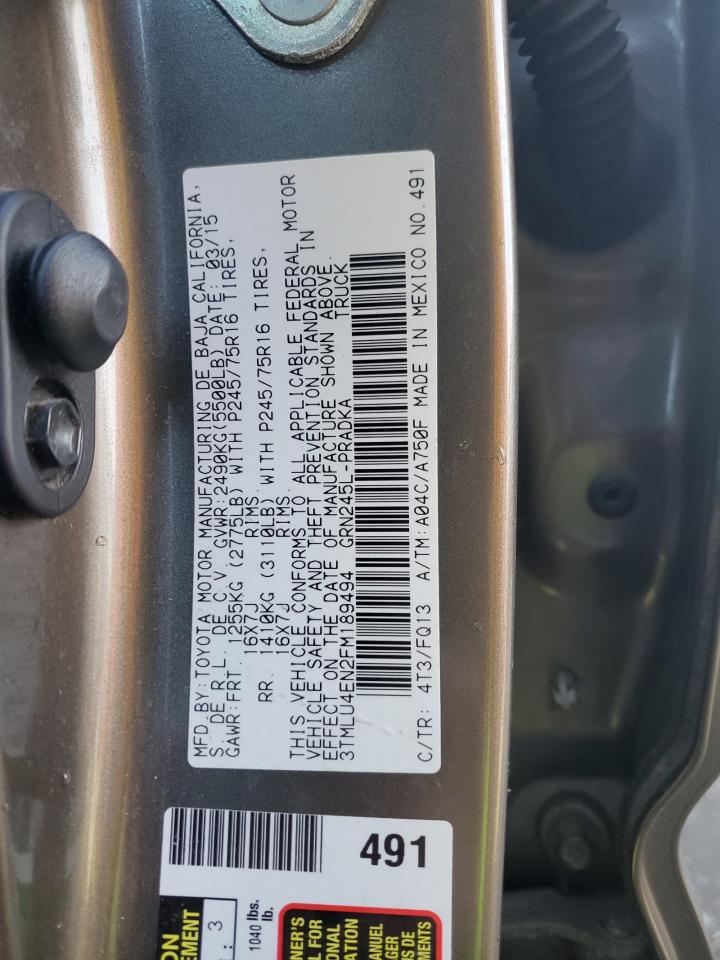 MFD.BY:TOYOTA MOTOR MANUFACTURING DE BAJA CALIFORNIA,
S. DE R.L. DE C.V. GVWR:2490KG(5500LB) DATE: 03/15
GAWR:FRT. 1255KG (2775LB) WITH P245/75R16 TIRES,
16X7J RIMS
RR. 1410KG (3110LB) WITH P245/75R16 TIRES,
16X7J RIMS
THIS VEHICLE CONFORMS TO ALL APPLICABLE FEDERAL MOTOR
VEHICLE SAFETY AND THEFT PREVENTION STANDARDS IN
EFFECT ON THE DATE OF MANUFACTURE SHOWN ABOVE.
3TMLU4EN2FM189494 GRN245L-PRADKA TRUCK
C/TR: 4T3/FQ13 A/TM:A04C/A750F MADE IN MEXICO NO.491
491
: 3
1040 lbs.
lb.